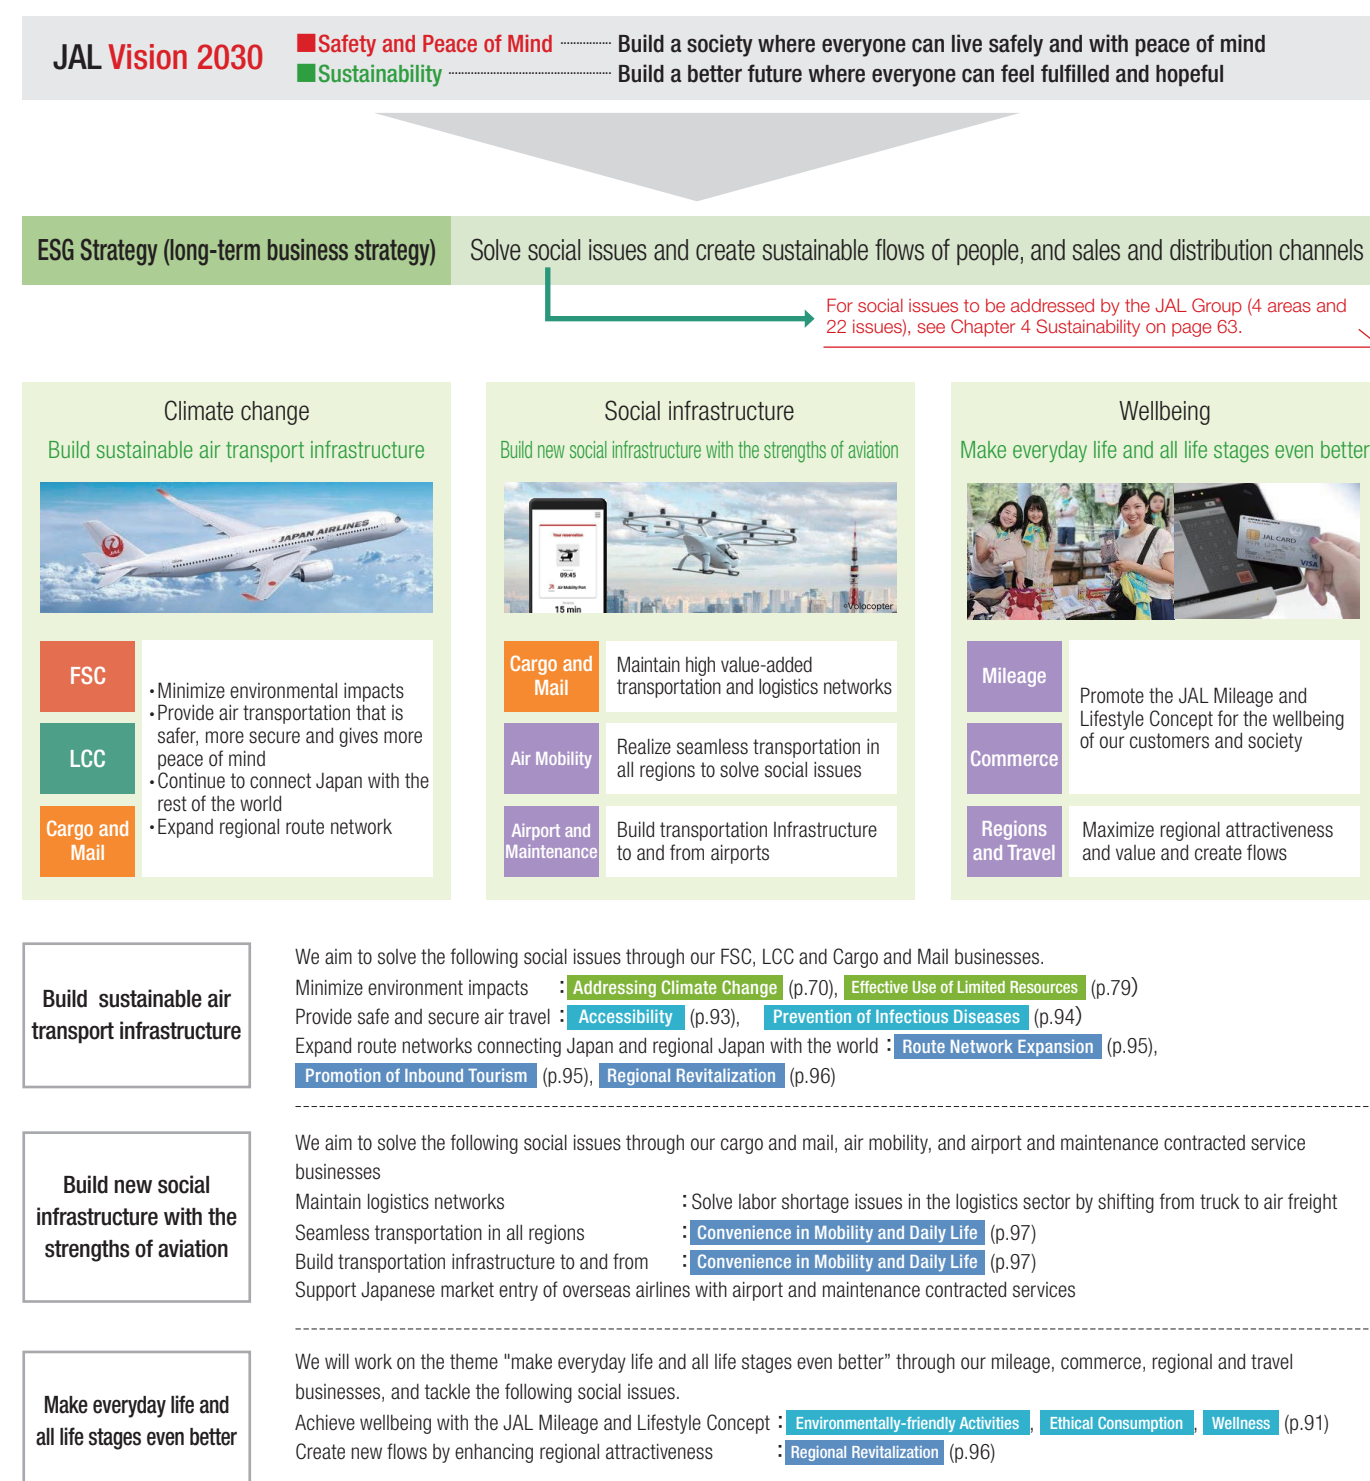 JAL Vision 2030
■Safety and Peace of Mind ········ Build a society where everyone can live safely and with peace of mind
■Sustainability ························ Build a better future where everyone can feel fulfilled and hopeful
ESG Strategy (long-term business strategy)
Solve social issues and create sustainable flows of people, and sales and distribution channels
For social issues to be addressed by the JAL Group (4 areas and
22 issues), see Chapter 4 Sustainability on page 63.
Climate change
Build sustainable air transport infrastructure
JAPAN AIRLINES
JAL
FSC
LCC
Cargo and
Mail
・Minimize environmental impacts
・Provide air transportation that is
safer, more secure and gives more
peace of mind
・Continue to connect Japan with the
rest of the world
・Expand regional route network
Social infrastructure
Build new social infrastructure with the strengths of aviation
Your reservation
09:45
Air Mobility Port
15 min
©Volocopter
Cargo and
Mail
Maintain high value-added
transportation and logistics networks
Air Mobility
Realize seamless transportation in
all regions to solve social issues
Airport and
Maintenance
Build transportation Infrastructure
to and from airports
Wellbeing
Make everyday life and all life stages even better
JAL CARD
VISA
Mileage
Commerce
Promote the JAL Mileage and
Lifestyle Concept for the wellbeing
of our customers and society
Regions
and Travel
Maximize regional attractiveness
and value and create flows
Build sustainable air
transport infrastructure
We aim to solve the following social issues through our FSC, LCC and Cargo and Mail businesses.
Minimize environment impacts : Addressing Climate Change (p.70), Effective Use of Limited Resources (p.79)
Provide safe and secure air travel : Accessibility (p.93), Prevention of Infectious Diseases (p.94)
Expand route networks connecting Japan and regional Japan with the world : Route Network Expansion (p.95),
Promotion of Inbound Tourism (p.95), Regional Revitalization (p.96)
Build new social
infrastructure with the
strengths of aviation
We aim to solve the following social issues through our cargo and mail, air mobility, and airport and maintenance contracted service
businesses
Maintain logistics networks : Solve labor shortage issues in the logistics sector by shifting from truck to air freight
Seamless transportation in all regions : Convenience in Mobility and Daily Life (p.97)
Build transportation infrastructure to and from : Convenience in Mobility and Daily Life (p.97)
Support Japanese market entry of overseas airlines with airport and maintenance contracted services
Make everyday life and
all life stages even better
We will work on the theme "make everyday life and all life stages even better” through our mileage, commerce, regional and travel
businesses, and tackle the following social issues.
Achieve wellbeing with the JAL Mileage and Lifestyle Concept : Environmentally-friendly Activities, Ethical Consumption, Wellness (p.91)
Create new flows by enhancing regional attractiveness : Regional Revitalization (p.96)